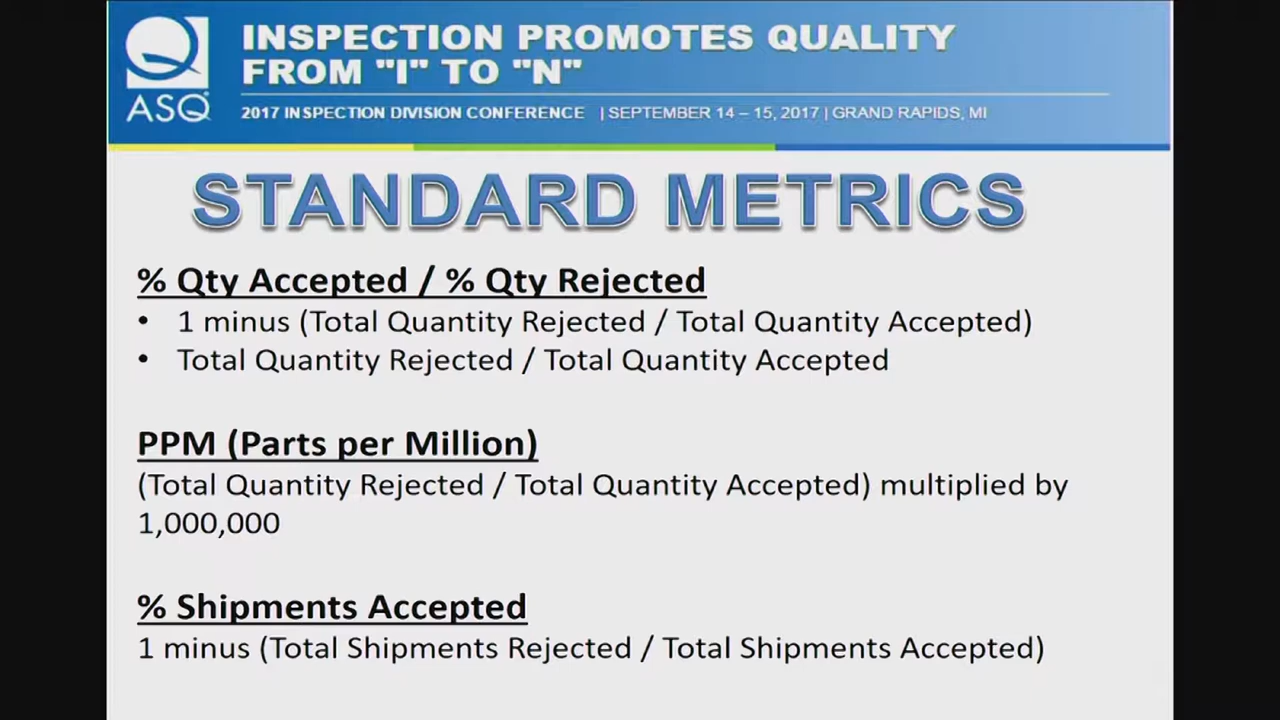 INSPECTION PROMOTES QUALITY
FROM "I" TO "N"
ASQ
2017 INSPECTION DIVISION CONFERENCE | SEPTEMBER 14 – 15, 2017 | GRAND RAPIDS, MI
STANDARD METRICS
% Qty Accepted / % Qty Rejected
• 1 minus (Total Quantity Rejected / Total Quantity Accepted)
• Total Quantity Rejected / Total Quantity Accepted
PPM (Parts per Million)
(Total Quantity Rejected / Total Quantity Accepted) multiplied by
1,000,000
% Shipments Accepted
1 minus (Total Shipments Rejected / Total Shipments Accepted)